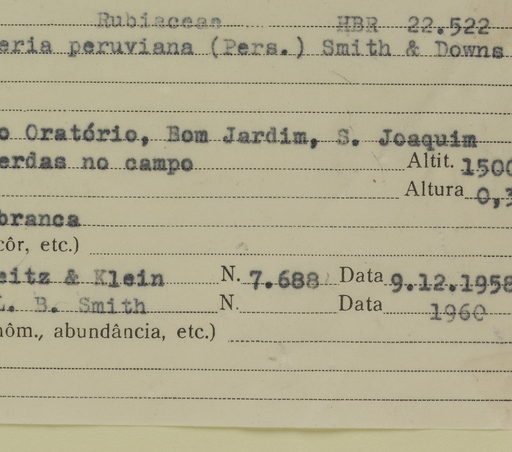 Rubiaceae HBR 22.522
eria peruviana (Pers.) Smith & Downs
o Oratório, Bom Jardim, S. Joaquim
erdas no campo Altit. 1500
Altura 0,3
branca
côr, etc.)
eitz & Klein N. 7.688 Data 9.12.1958
L. B. Smith N. Data 1960
nôm., abundância, etc.)